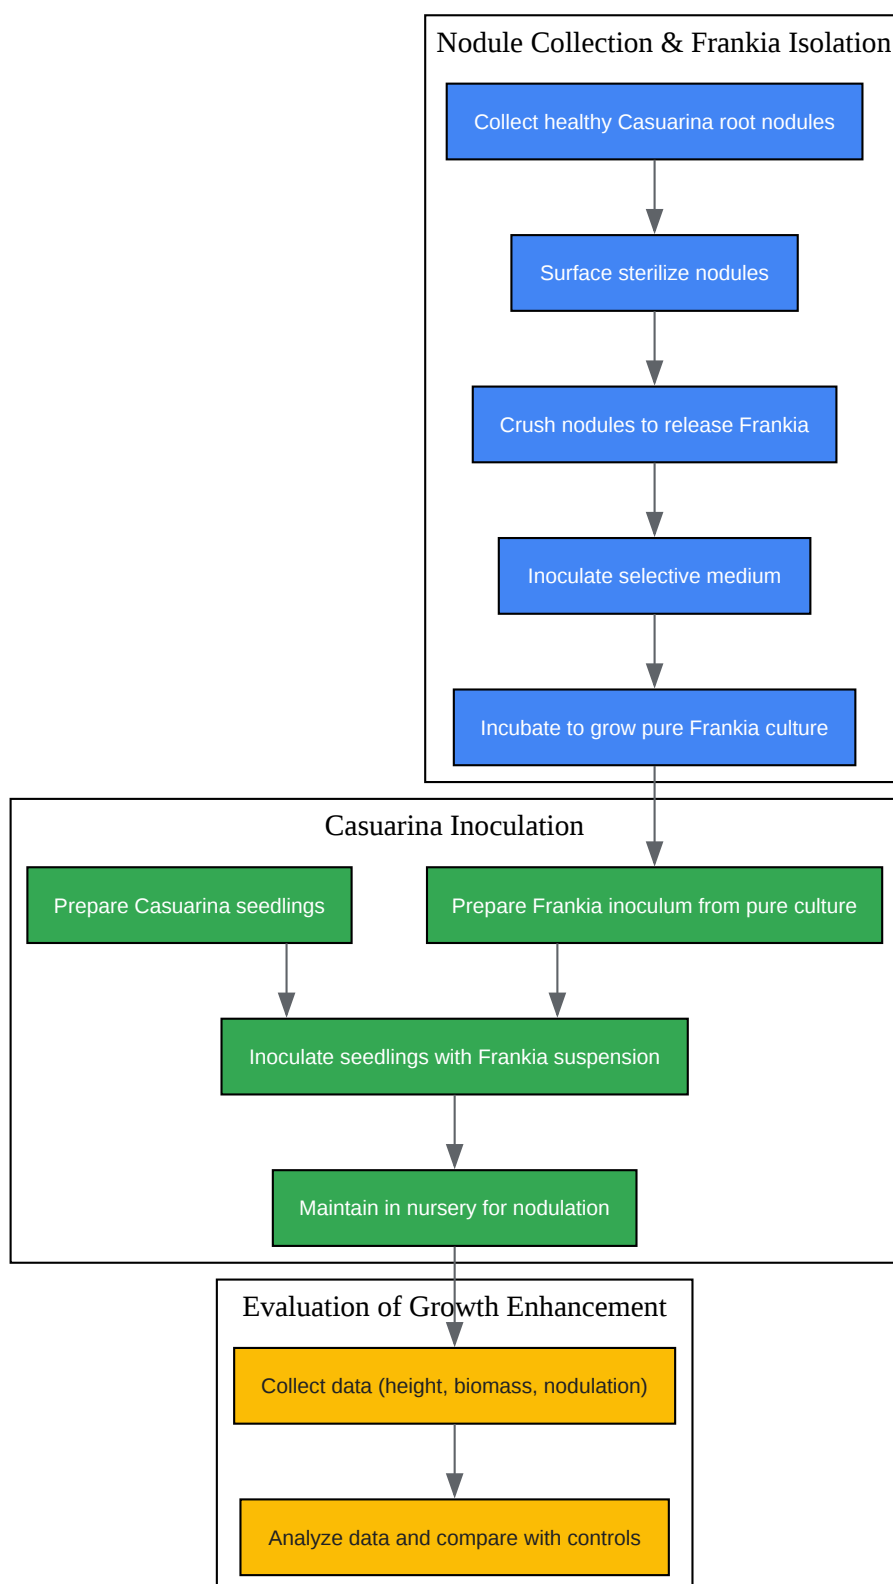 Nodule Collection & Frankia Isolation
Collect healthy Casuarina root nodules
Surface sterilize nodules
Crush nodules to release Frankia
Inoculate selective medium
Incubate to grow pure Frankia culture
Casuarina Inoculation
Prepare Casuarina seedlings
Prepare Frankia inoculum from pure culture
Inoculate seedlings with Frankia suspension
Maintain in nursery for nodulation
Evaluation of Growth Enhancement
Collect data (height, biomass, nodulation)
Analyze data and compare with controls